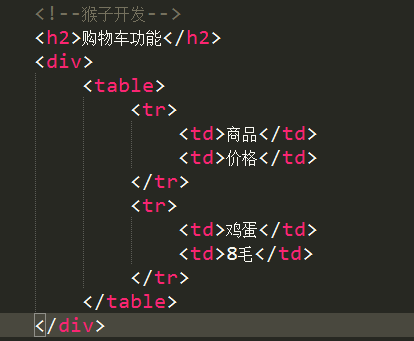 <!--猴子开发-->
<h2>购物车功能</h2>
<div>
<table>
<tr>
<td>商品</td>
<td>价格</td>
</tr>
<tr>
<td>鸡蛋</td>
<td>8毛</td>
</tr>
</table>
</div>